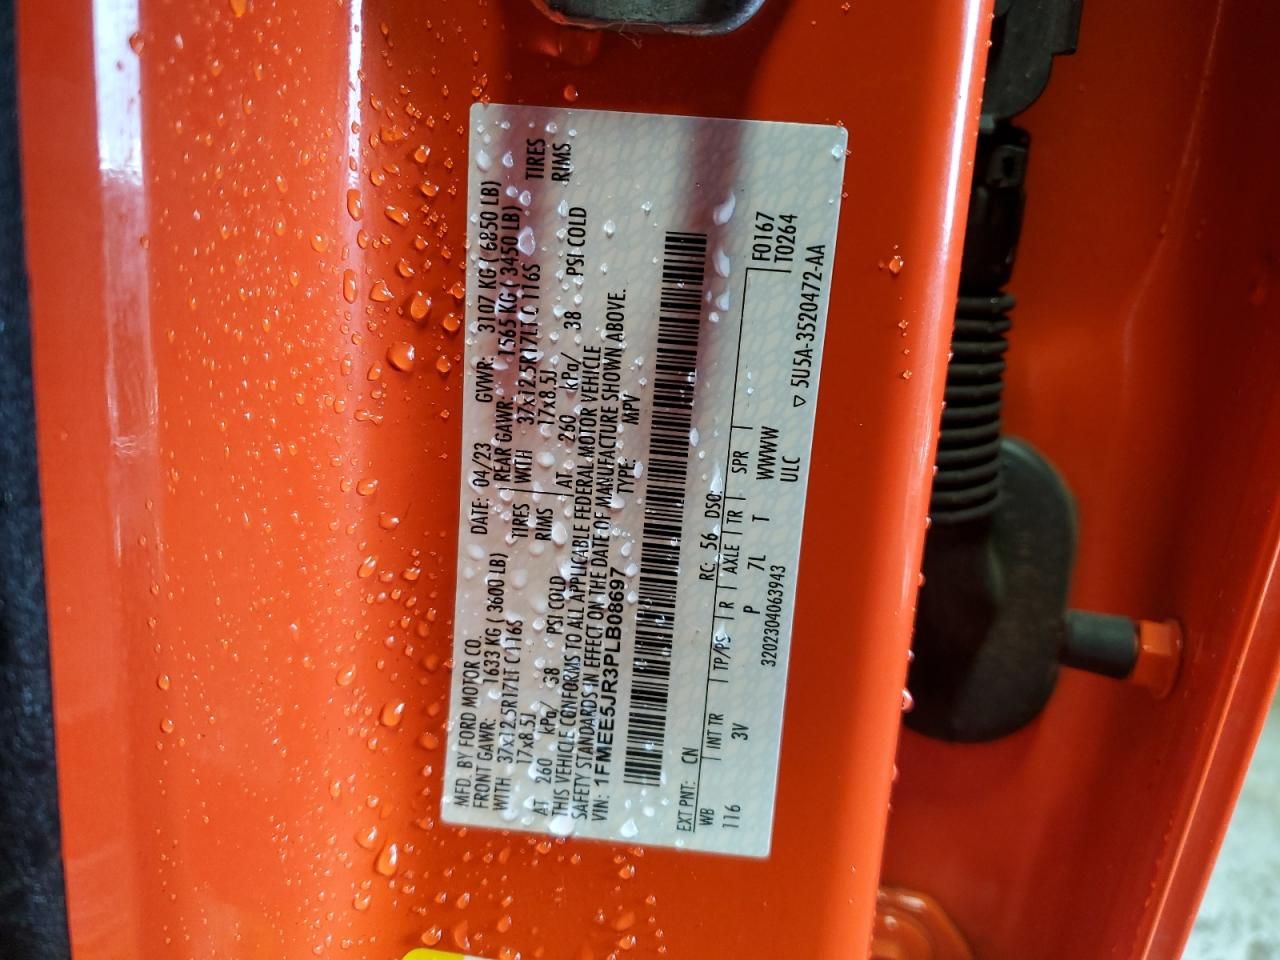 MFD. BY FORD MOTOR CO.
DATE: 04/23 GVWR: 3107 KG ( 6850 LB)
FRONT GAWR: 1633 KG ( 3600 LB) REAR GAWR: 1565 KG ( 3450 LB)
WITH 37x12.5R17LT C 116S TIRES WITH 37x12.5R17LT C 116S TIRES
17x8.5J RIMS 17x8.5J RIMS
AT 260 kPa/ 38 PSI COLD AT 260 kPa/ 38 PSI COLD
THIS VEHICLE CONFORMS TO ALL APPLICABLE FEDERAL MOTOR VEHICLE
SAFETY STANDARDS IN EFFECT ON THE DATE OF MANUFACTURE SHOWN ABOVE.
VIN: 1FMEE5JR3PLB08697 TYPE: MPV
EXT PNT: CN RC: 56 DSO: F0167
WB INT TR TP/PS R AXLE TR SPR T0264
116 3V P 7L T WWWW
3202304063943 ULC ▽ 5U5A-3520472-AA